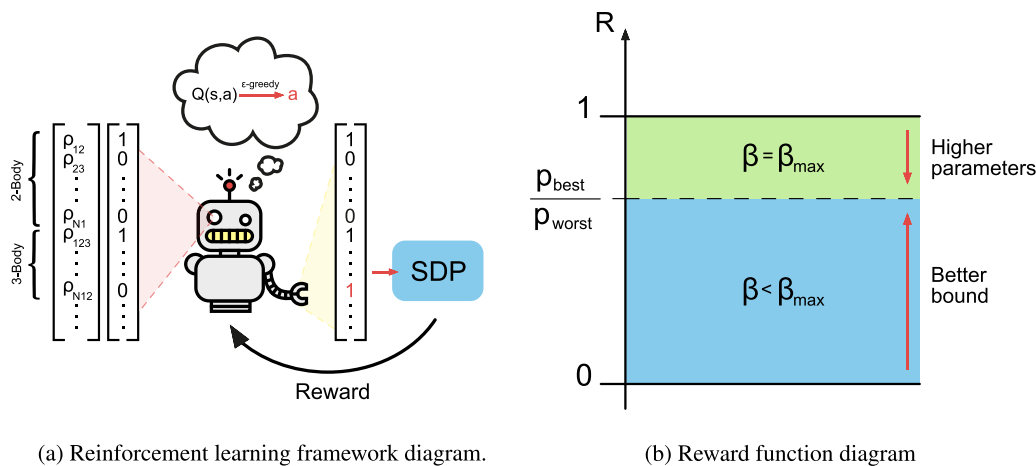 ε-greedy
Q(s,a) a
2-Body
3-Body
ρ12 1 1
ρ23 0 0
ρN1 0 0
ρ123 1 1
ρN12 0 1
SDP
Reward
(a) Reinforcement learning framework diagram.
R
1
β = βmax
Higher
parameters
pbest
pworst
β < βmax
Better
bound
0
(b) Reward function diagram